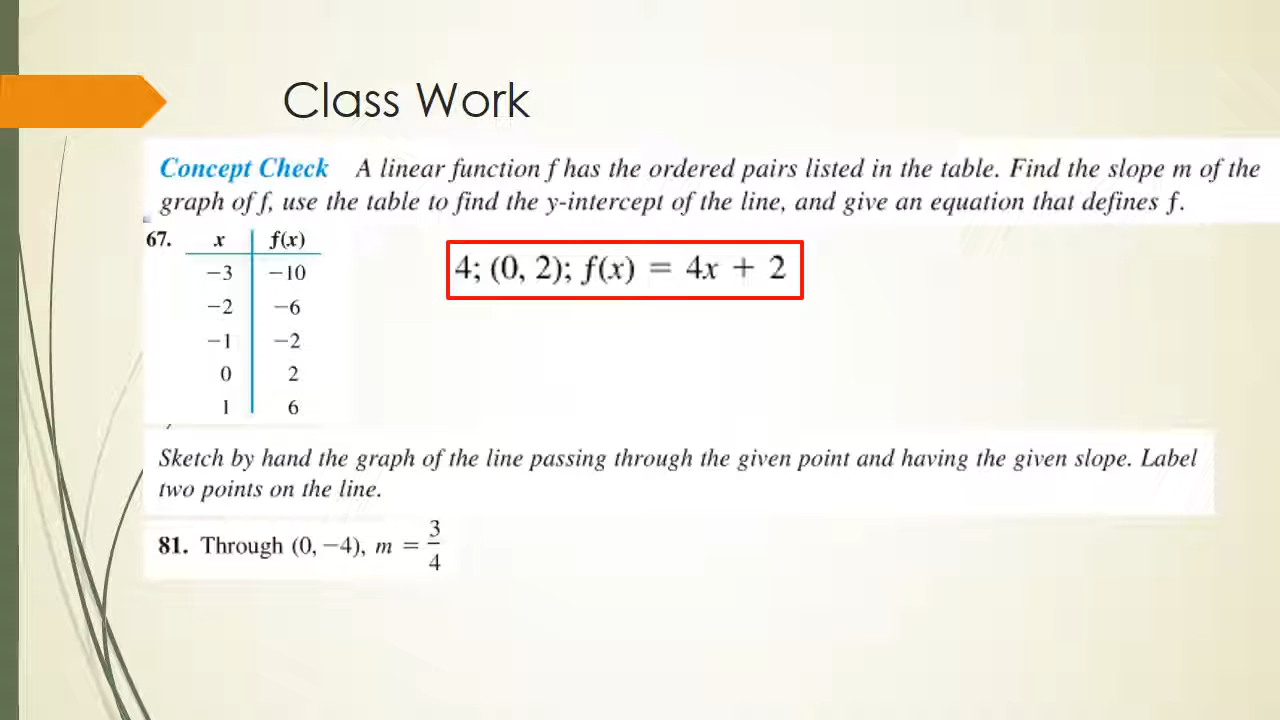 Class Work
Concept Check A linear function f has the ordered pairs listed in the table. Find the slope m of the
graph of f, use the table to find the y-intercept of the line, and give an equation that defines f.
67. x f(x)
−3 −10
−2 −6
−1 −2
0 2
1 6
4; (0, 2); f(x) = 4x + 2
Sketch by hand the graph of the line passing through the given point and having the given slope. Label
two points on the line.
81. Through (0, −4), m = 3/4